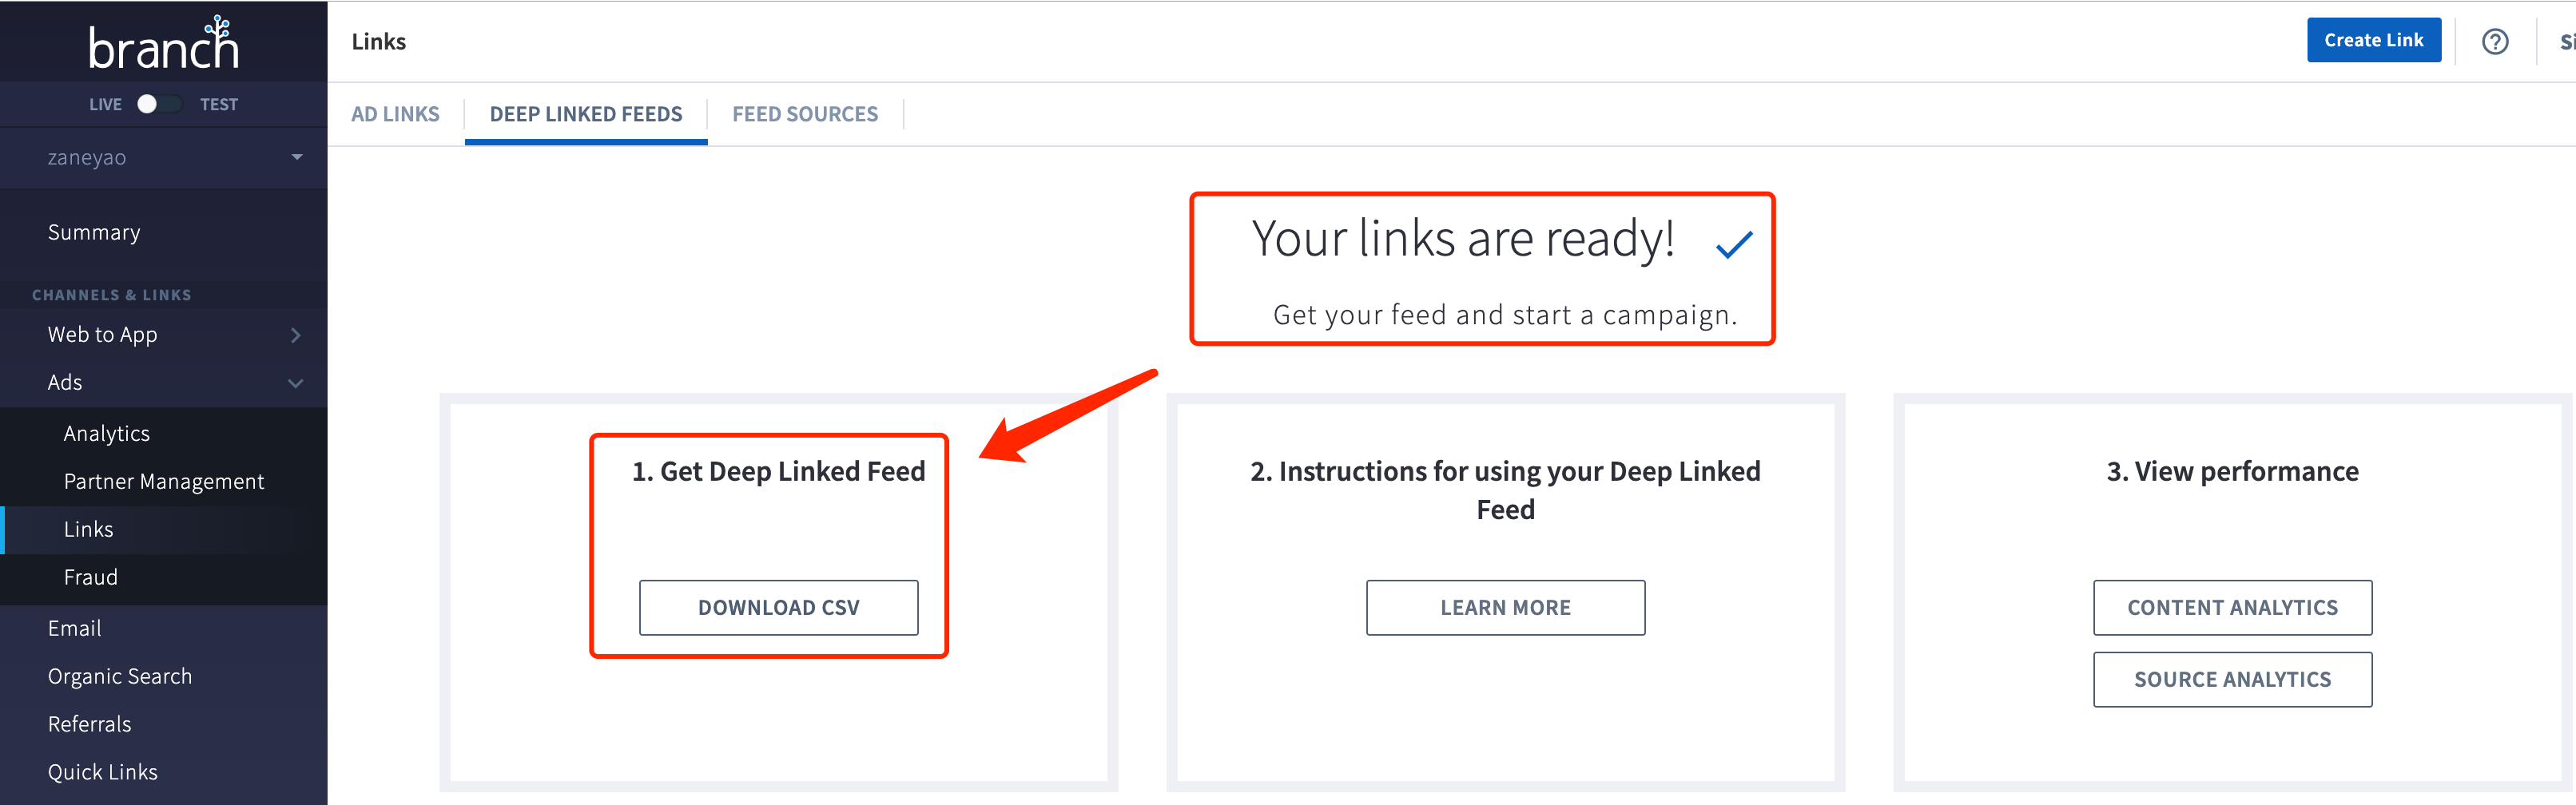 branch
LIVE TEST
zaneyao
Summary
CHANNELS & LINKS
Web to App
Ads
Analytics
Partner Management
Links
Fraud
Email
Organic Search
Referrals
Quick Links
Links
Create Link
?
AD LINKS
DEEP LINKED FEEDS
FEED SOURCES
Your links are ready!
Get your feed and start a campaign.
1. Get Deep Linked Feed
DOWNLOAD CSV
2. Instructions for using your Deep Linked
Feed
LEARN MORE
3. View performance
CONTENT ANALYTICS
SOURCE ANALYTICS